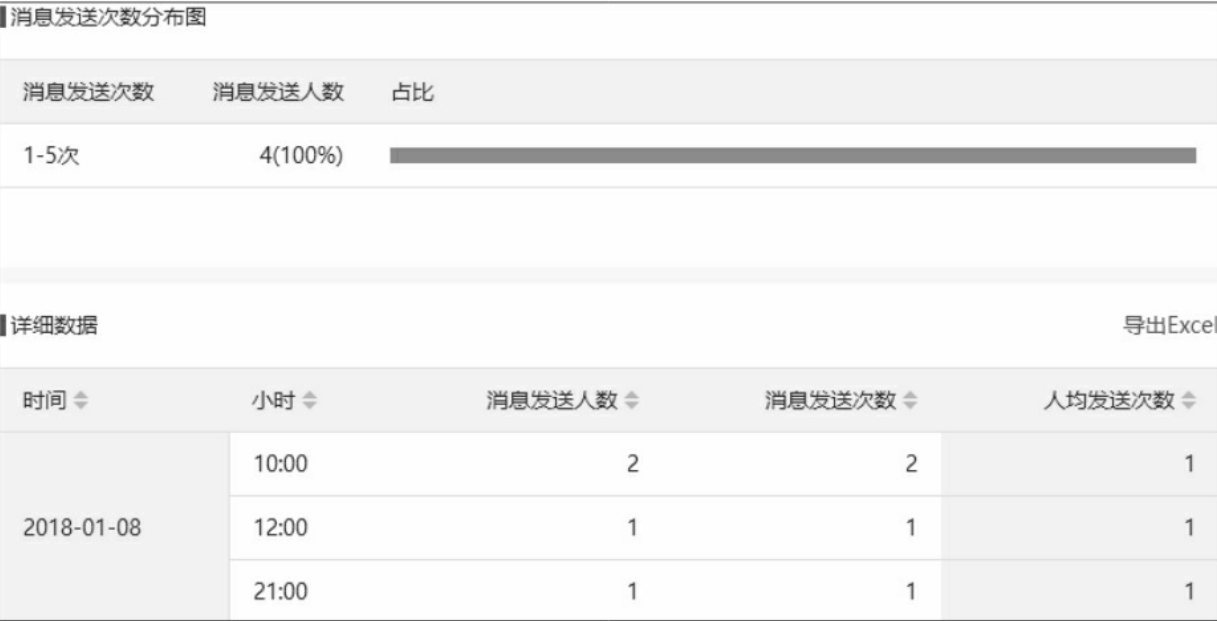 消息发送次数分布图
消息发送次数 消息发送人数 占比
1-5次 4(100%)
详细数据 导出Excel
时间 小时 消息发送人数 消息发送次数 人均发送次数
10:00 2 2 1
2018-01-08 12:00 1 1 1
21:00 1 1 1